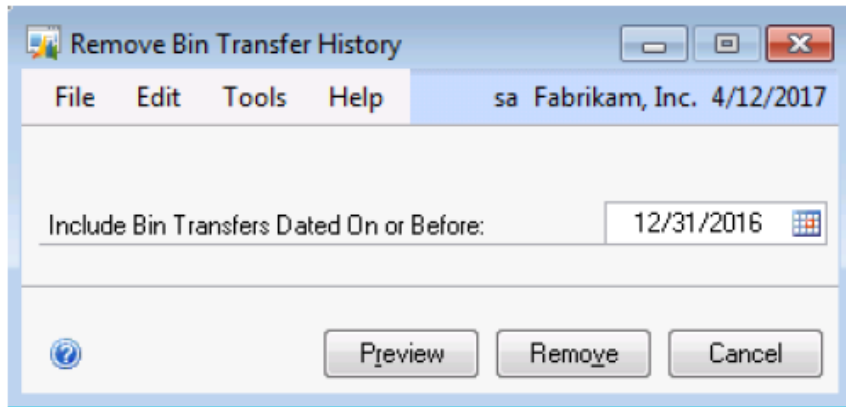 Remove Bin Transfer History
File Edit Tools Help sa Fabrikam, Inc. 4/12/2017
Include Bin Transfers Dated On or Before: 12/31/2016
Preview Remove Cancel